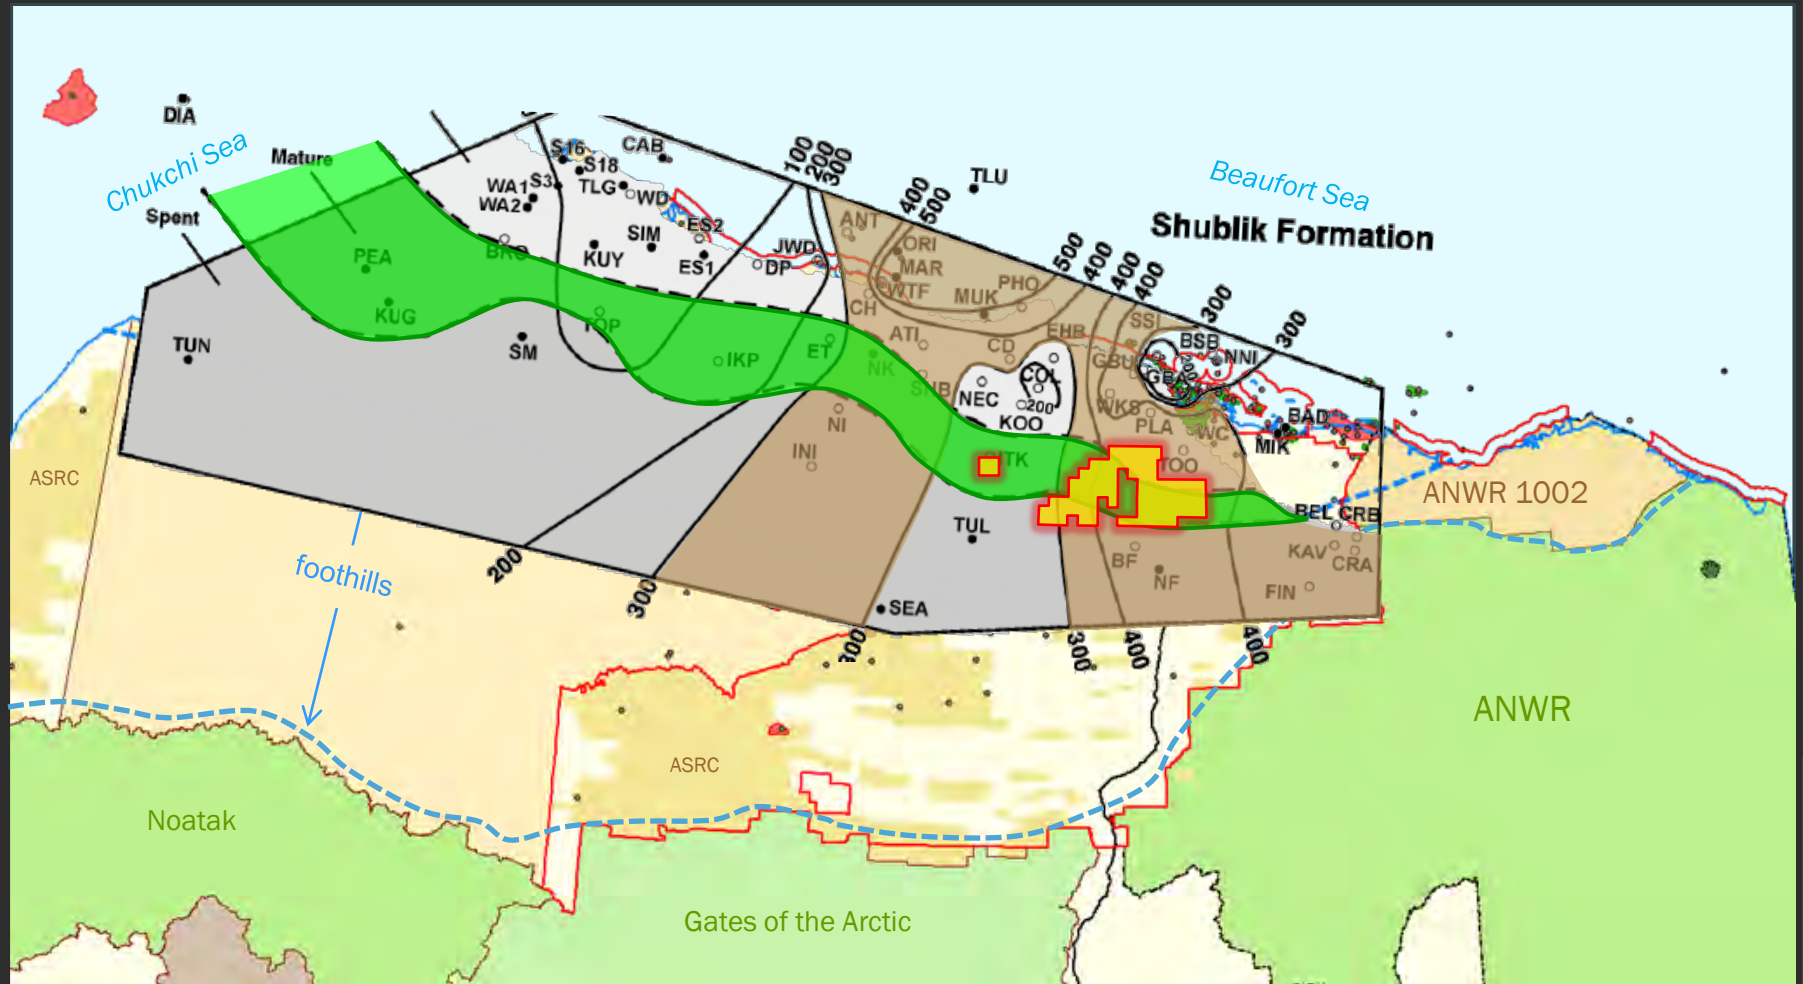 DIA
Chukchi Sea
Mature
Spent
S16
CAB
S18
WA1
S3
TLG
WA2
WD
ES2
SIM
KUY
ES1
JWD
DP
BRO
PEA
KUG
TOP
TUN
SM
IKP
ET
100
200
300
400
500
TLU
Beaufort Sea
Shublik Formation
ANT
ORI
MAR
WTF
PHO
MUK
CH
ATI
NK
CD
EHB
SSI
500
400
400
400
300
300
BSB
NNI
GBU
GBA
200
COL
NEC
200
KOO
WKS
PLA
WC
BAD
MIK
NI
INI
ITK
TOO
TUL
BEL
CRB
BF
NF
KAV
CRA
FIN
SEA
ASRC
ANWR 1002
foothills
200
300
300
400
400
ANWR
ASRC
Noatak
Gates of the Arctic